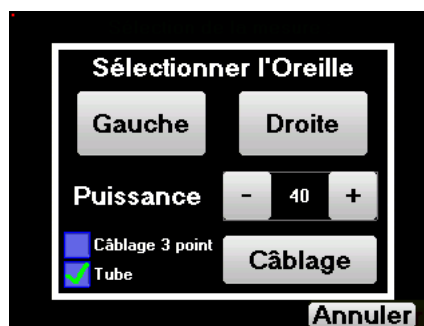 Sélectionner l'Oreille
Gauche Droite
Puissance - 40 +
Câblage 3 point
Tube
Câblage
Annuler